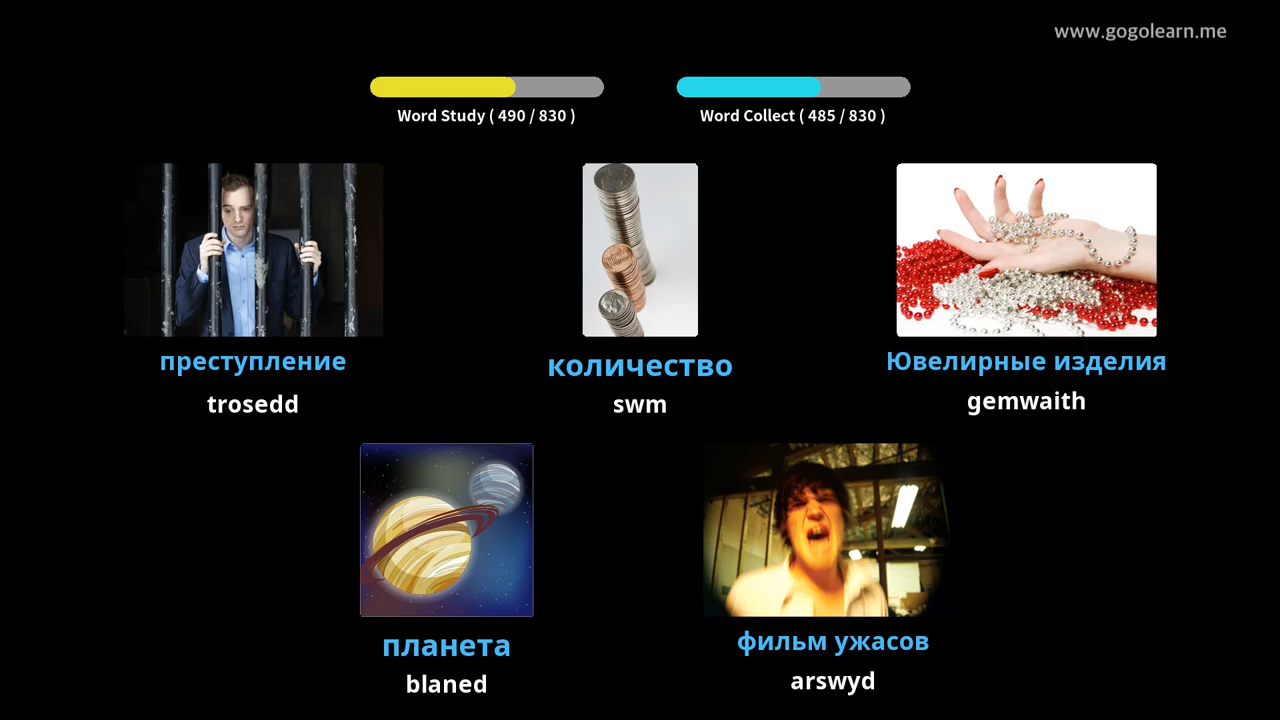 www.gogolearn.me
Word Study ( 490 / 830 )
Word Collect ( 485 / 830 )
преступление
количество
Ювелирные изделия
trosedd
swm
gemwaith
планета
фильм ужасов
blaned
arswyd